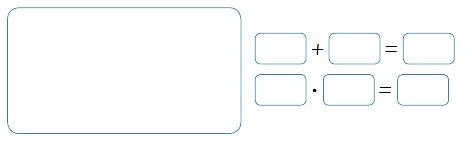 + =
· =